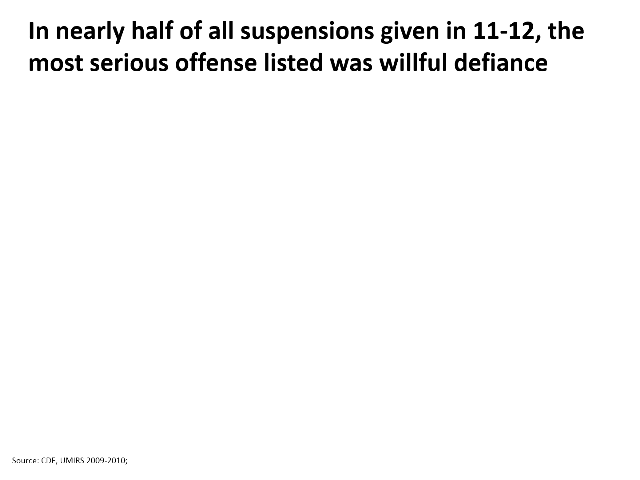 In nearly half of all suspensions given in 11-12, the
most serious offense listed was willful defiance
Source: CDE, UMIRS 2009-2010;